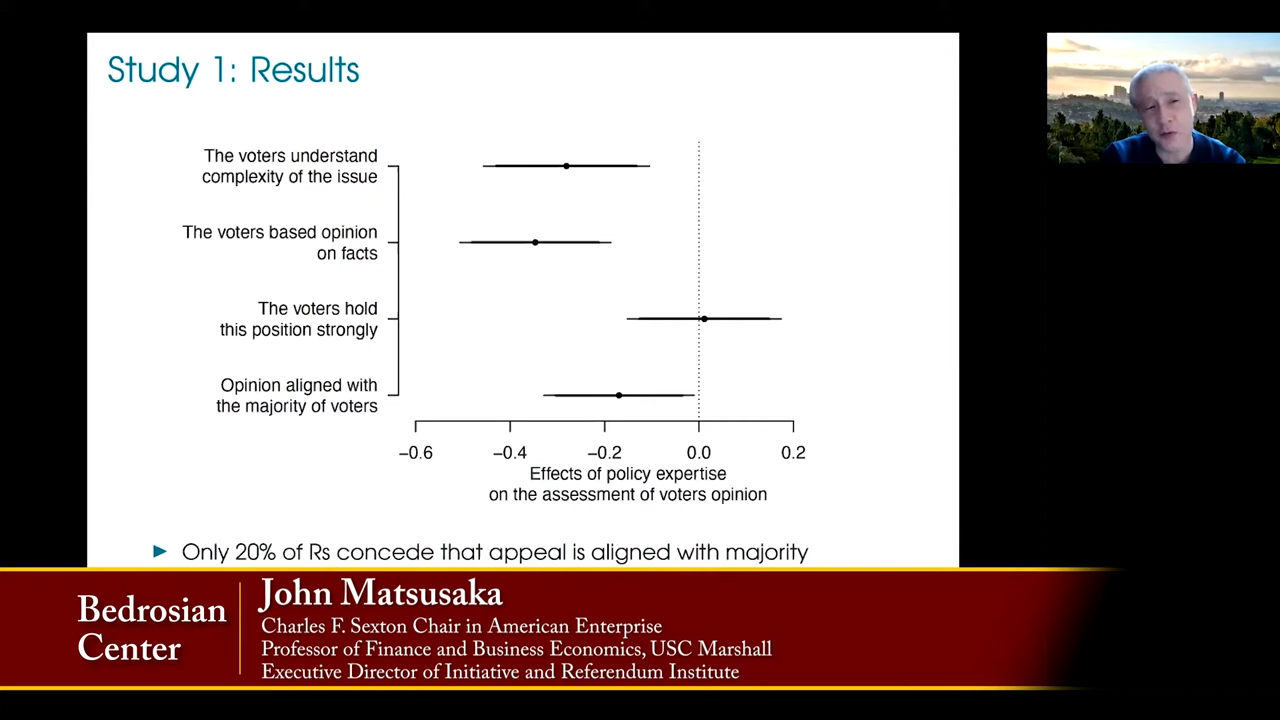 Study 1: Results
The voters understand
complexity of the issue
The voters based opinion
on facts
The voters hold
this position strongly
Opinion aligned with
the majority of voters
−0.6 −0.4 −0.2 0.0 0.2
Effects of policy expertise
on the assessment of voters opinion
Only 20% of Rs concede that appeal is aligned with majority
Bedrosian
Center
John Matsusaka
Charles F. Sexton Chair in American Enterprise
Professor of Finance and Business Economics, USC Marshall
Executive Director of Initiative and Referendum Institute